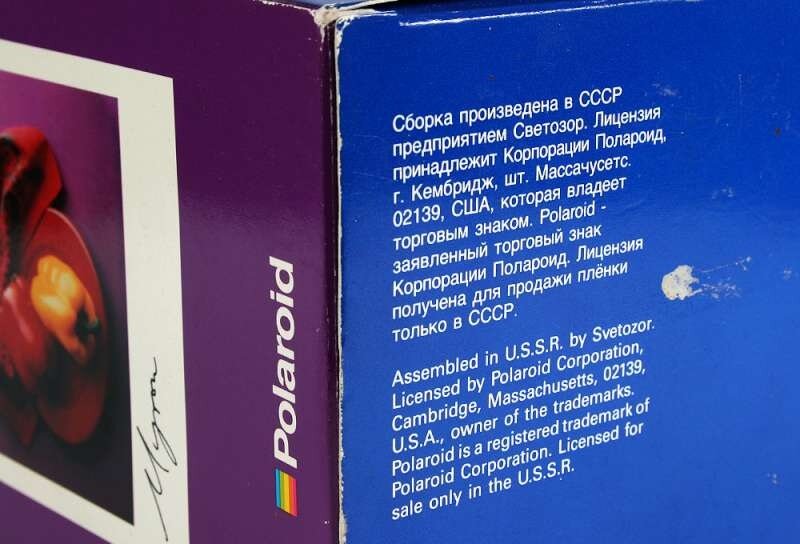 Polaroid
Myron
Сборка произведена в СССР
предприятием Светозор. Лицензия
принадлежит Корпорации Полароид,
г. Кембридж, шт. Массачусетс.
02139, США, которая владеет
торговым знаком. Polaroid -
заявленный торговый знак
Корпорации Полароид. Лицензия
получена для продажи плёнки
только в СССР.
Assembled in U.S.S.R. by Svetozor.
Licensed by Polaroid Corporation,
Cambridge, Massachusetts, 02139,
U.S.A., owner of the trademarks.
Polaroid is a registered trademark of
Polaroid Corporation. Licensed for
sale only in the U.S.S.R.